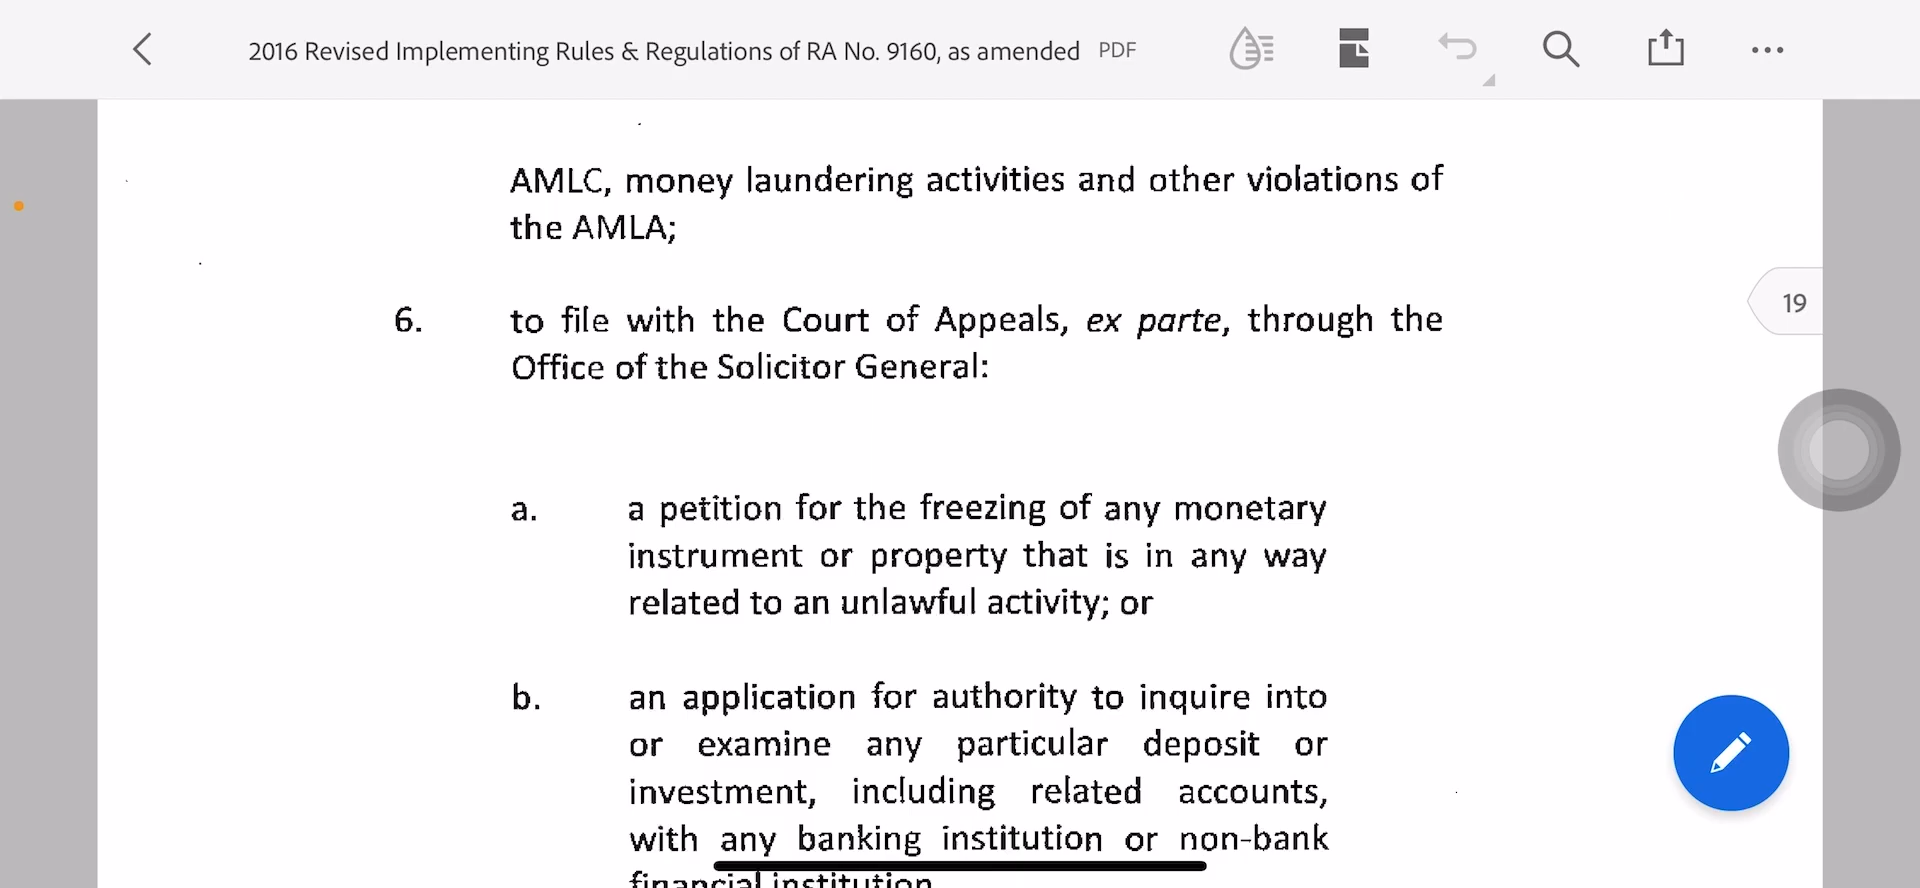 2016 Revised Implementing Rules & Regulations of RA No. 9160, as amended PDF
AMLC, money laundering activities and other violations of
the AMLA;
19
6. to file with the Court of Appeals, ex parte, through the
Office of the Solicitor General:
a. a petition for the freezing of any monetary
instrument or property that is in any way
related to an unlawful activity; or
b. an application for authority to inquire into
or examine any particular deposit or
investment, including related accounts,
with any banking institution or non-bank
financial institution